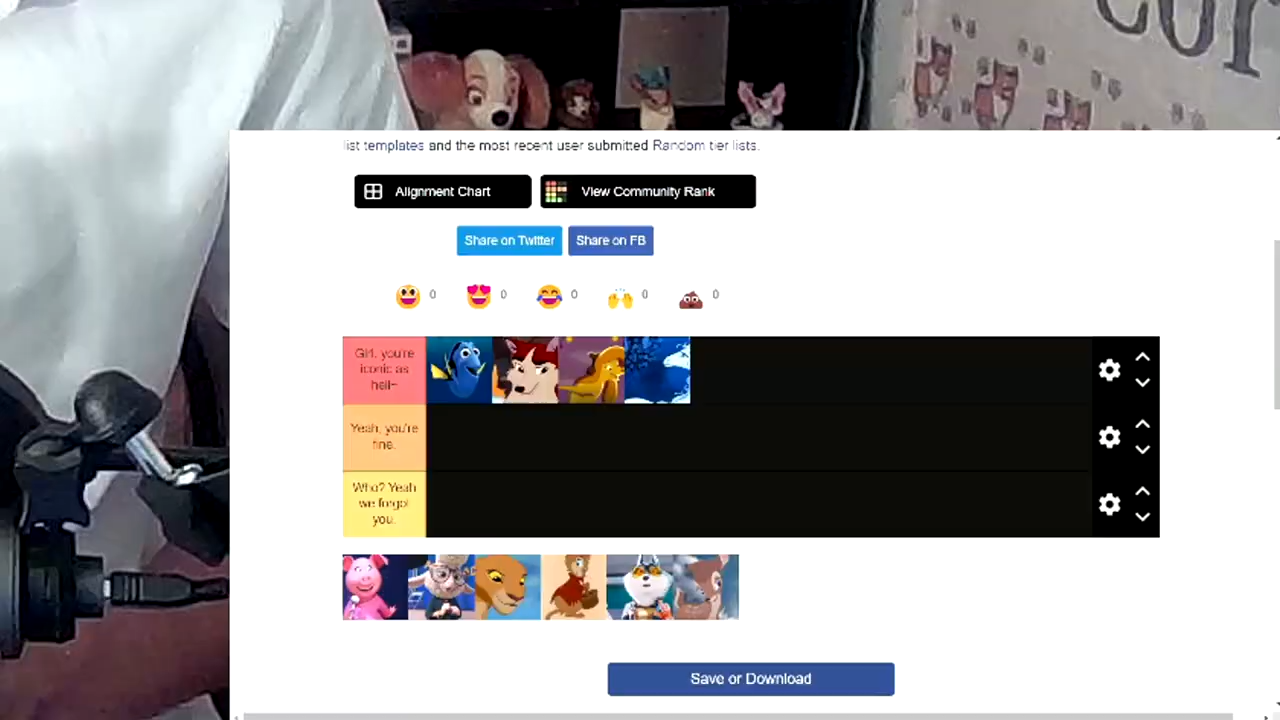 cor
list templates and the most recent user submitted Random tier lists.
Alignment Chart
View Community Rank
Share on Twitter
Share on FB
0 0 0 0 0
Girl, you're
iconic as
hell~
Yeah, you're
fine.
Who? Yeah
we forgot
you.
Save or Download